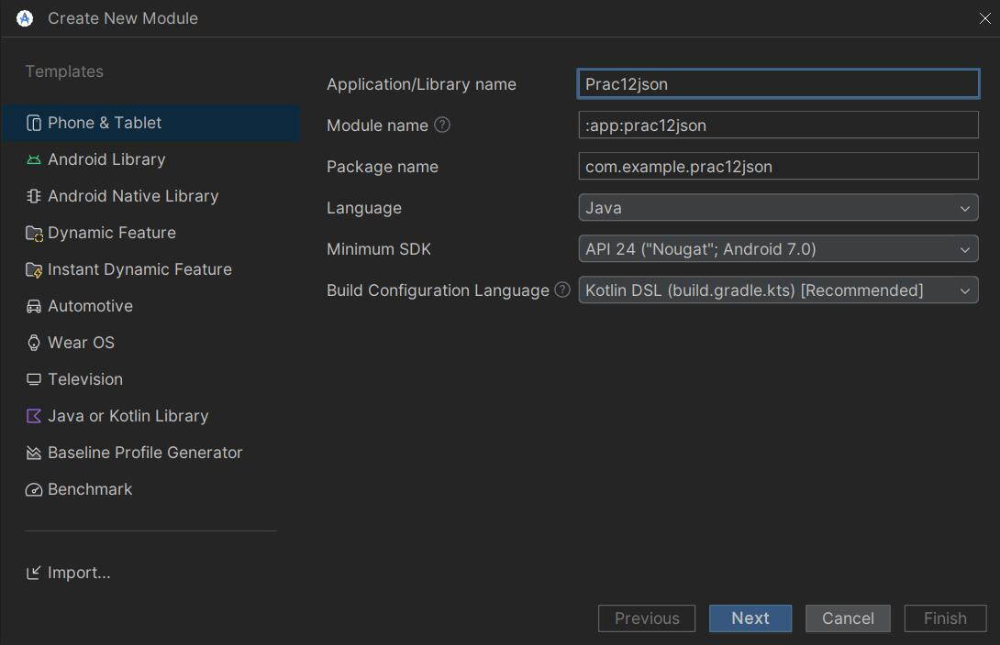 Create New Module
Templates
Phone & Tablet
Android Library
Android Native Library
Dynamic Feature
Instant Dynamic Feature
Automotive
Wear OS
Television
Java or Kotlin Library
Baseline Profile Generator
Benchmark
Import...
Application/Library name Prac12json
Module name ? :app:prac12json
Package name com.example.prac12json
Language Java
Minimum SDK API 24 ("Nougat"; Android 7.0)
Build Configuration Language ? Kotlin DSL (build.gradle.kts) [Recommended]
Previous Next Cancel Finish